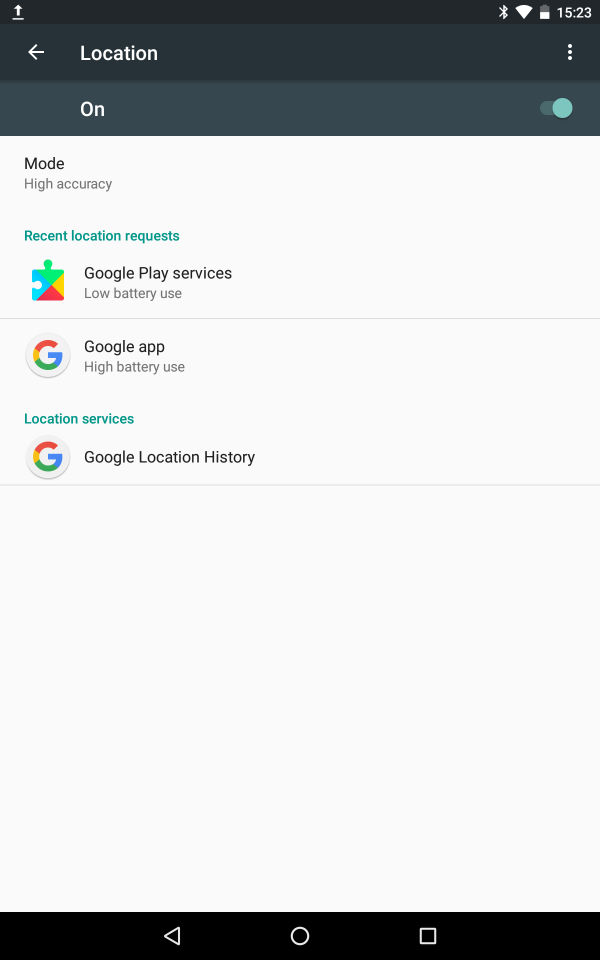 15:23
Location
On
Mode
High accuracy
Recent location requests
Google Play services
Low battery use
Google app
High battery use
Location services
Google Location History